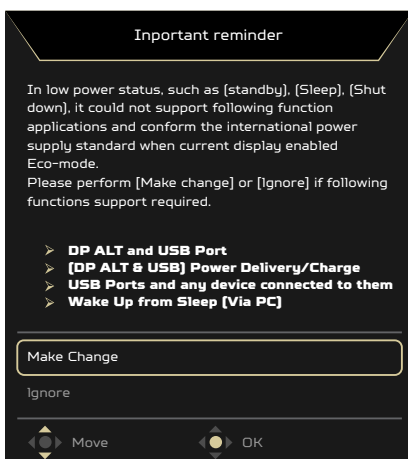 Inportant reminder
In low power status, such as (standby), (Sleep), (Shut
down), it could not support following function
applications and conform the international power
supply standard when current display enabled
Eco-mode.
Please perform [Make change] or [Ignore] if following
functions support required.
➢ DP ALT and USB Port
➢ (DP ALT & USB) Power Delivery/Charge
➢ USB Ports and any device connected to them
➢ Wake Up from Sleep (Via PC)
Make Change
Ignore
Move OK